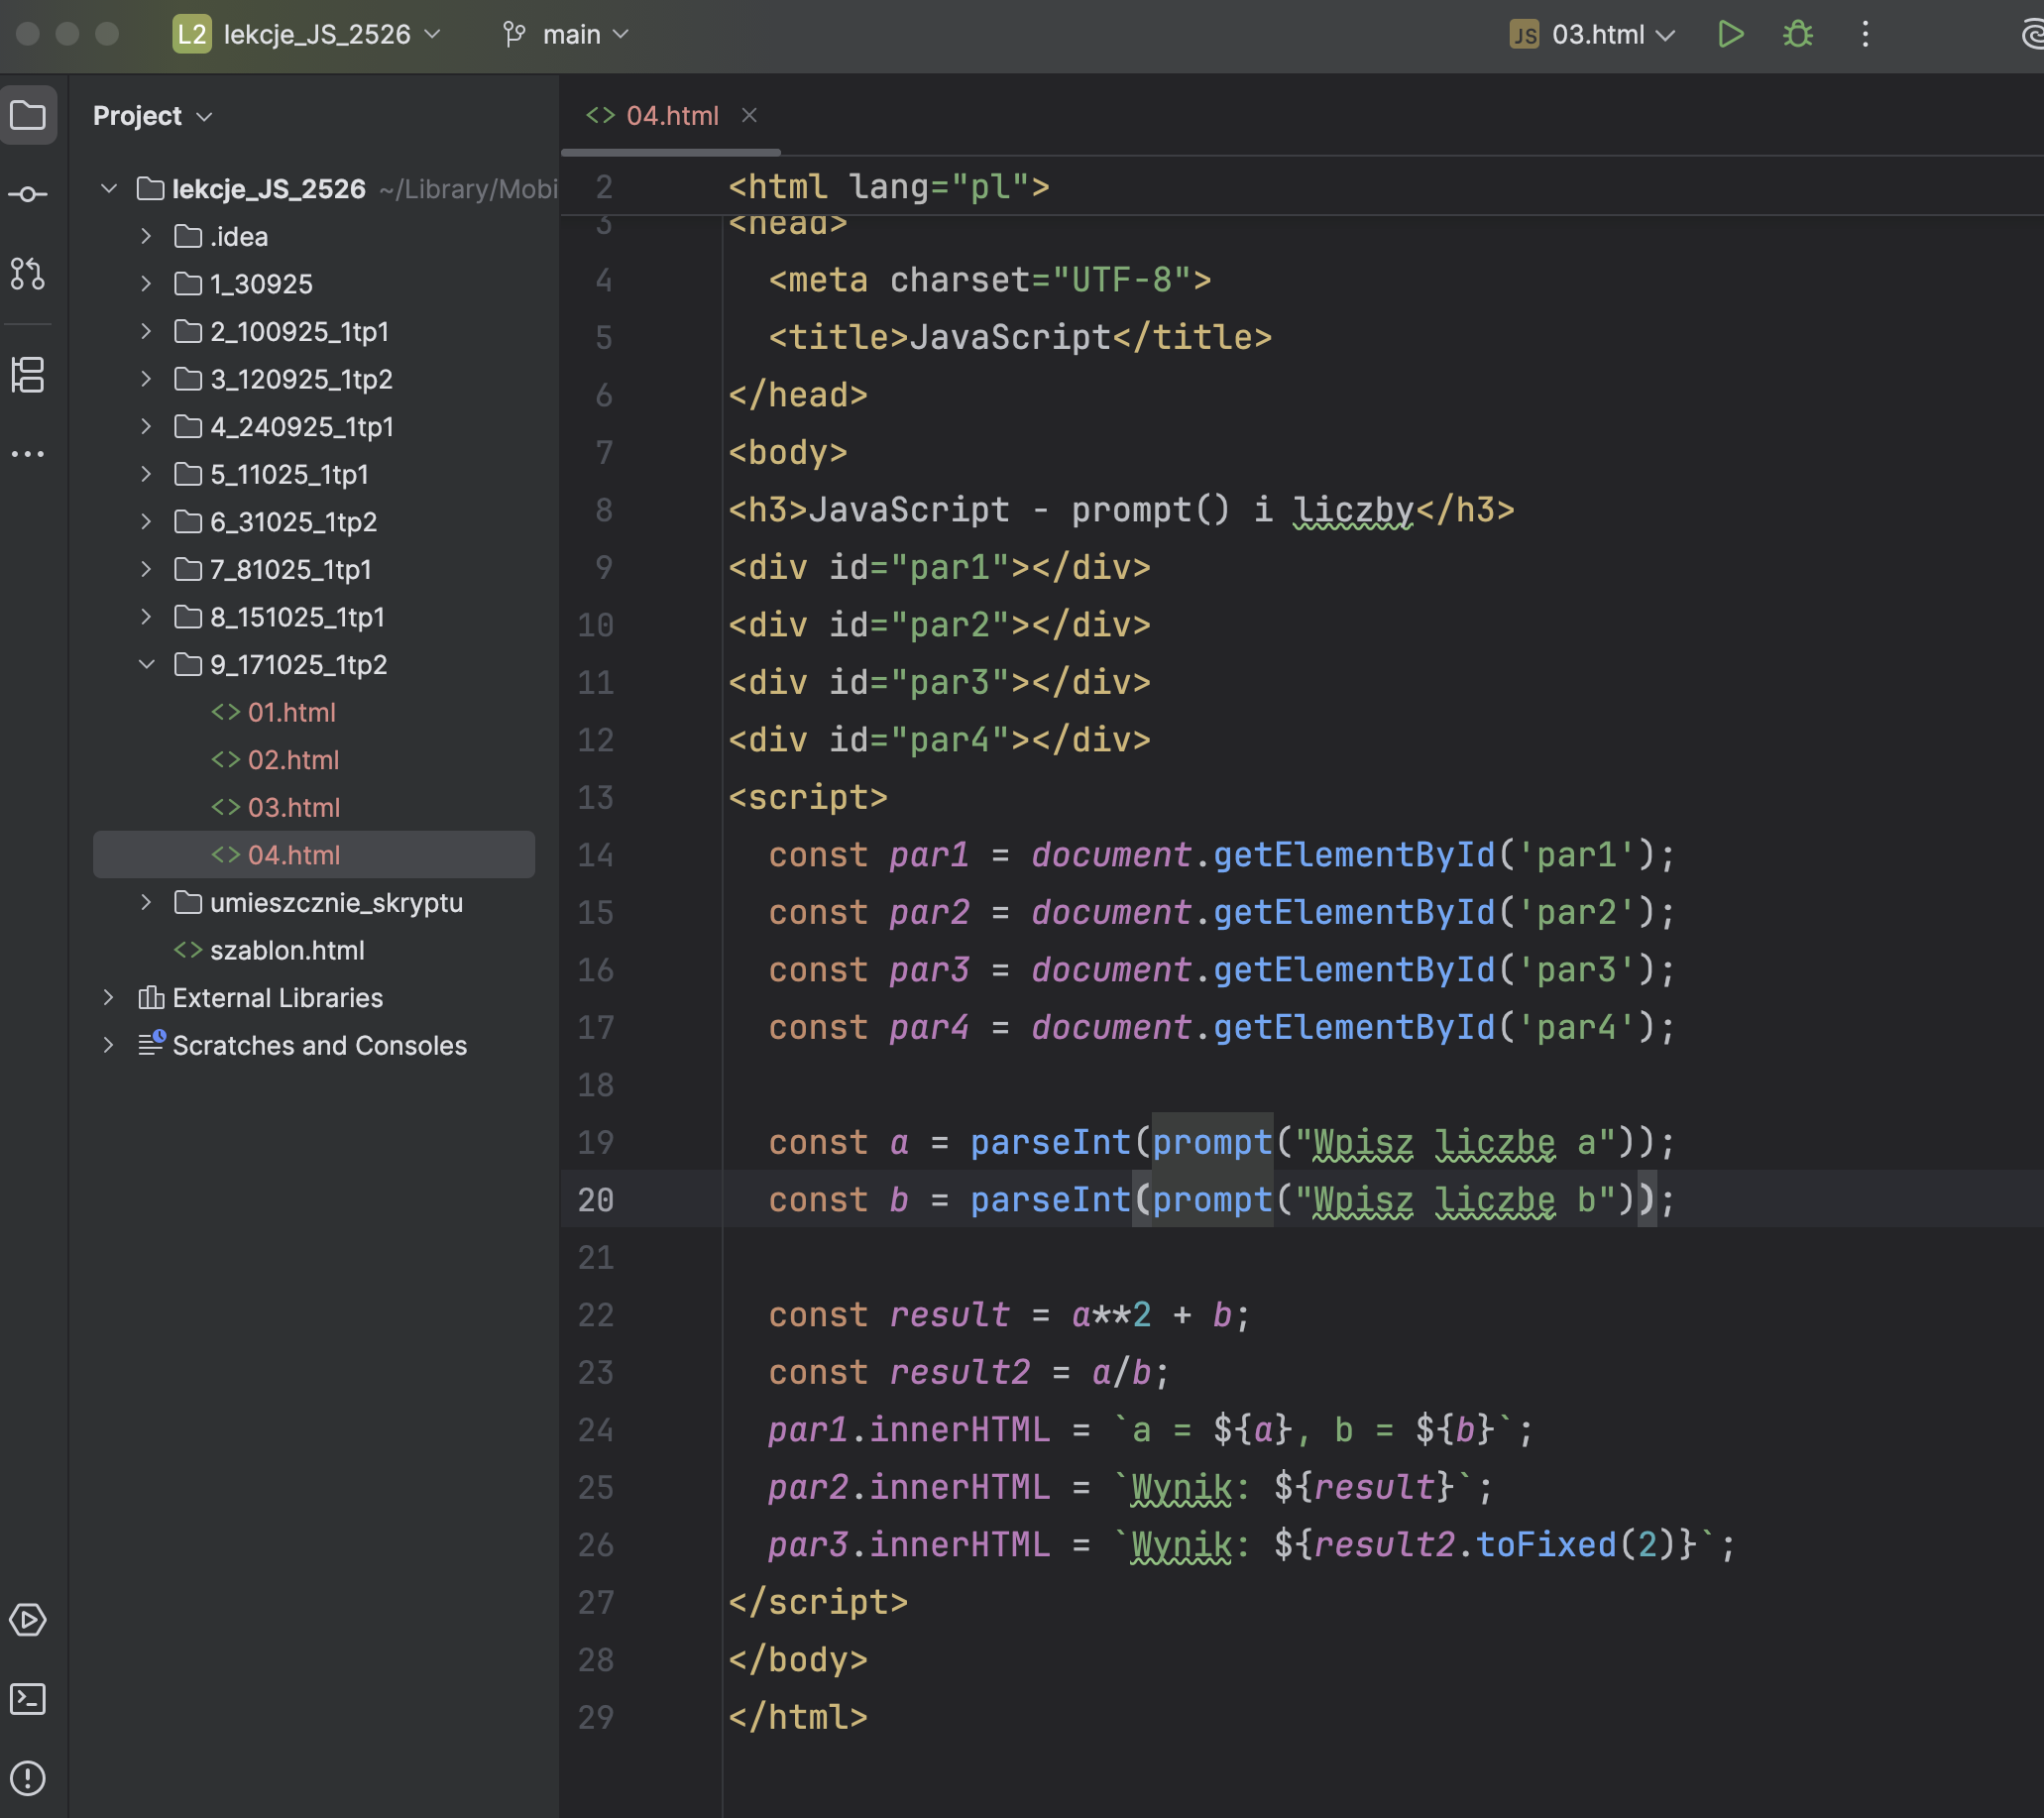 L2 lekcje_JS_2526 main JS 03.html
Project
04.html
lekcje_JS_2526 ~/Library/Mobi
.idea
1_30925
2_100925_1tp1
3_120925_1tp2
4_240925_1tp1
5_11025_1tp1
6_31025_1tp2
7_81025_1tp1
8_151025_1tp1
9_171025_1tp2
01.html
02.html
03.html
04.html
umieszcznie_skryptu
szablon.html
External Libraries
Scratches and Consoles
2 <html lang="pl">
3 <head>
4 <meta charset="UTF-8">
5 <title>JavaScript</title>
6 </head>
7 <body>
8 <h3>JavaScript - prompt() i liczby</h3>
9 <div id="par1"></div>
10 <div id="par2"></div>
11 <div id="par3"></div>
12 <div id="par4"></div>
13 <script>
14 const par1 = document.getElementById('par1');
15 const par2 = document.getElementById('par2');
16 const par3 = document.getElementById('par3');
17 const par4 = document.getElementById('par4');
18
19 const a = parseInt(prompt("Wpisz liczbę a"));
20 const b = parseInt(prompt("Wpisz liczbę b"));
21
22 const result = a**2 + b;
23 const result2 = a/b;
24 par1.innerHTML = `a = ${a}, b = ${b}`;
25 par2.innerHTML = `Wynik: ${result}`;
26 par3.innerHTML = `Wynik: ${result2.toFixed(2)}`;
27 </script>
28 </body>
29 </html>